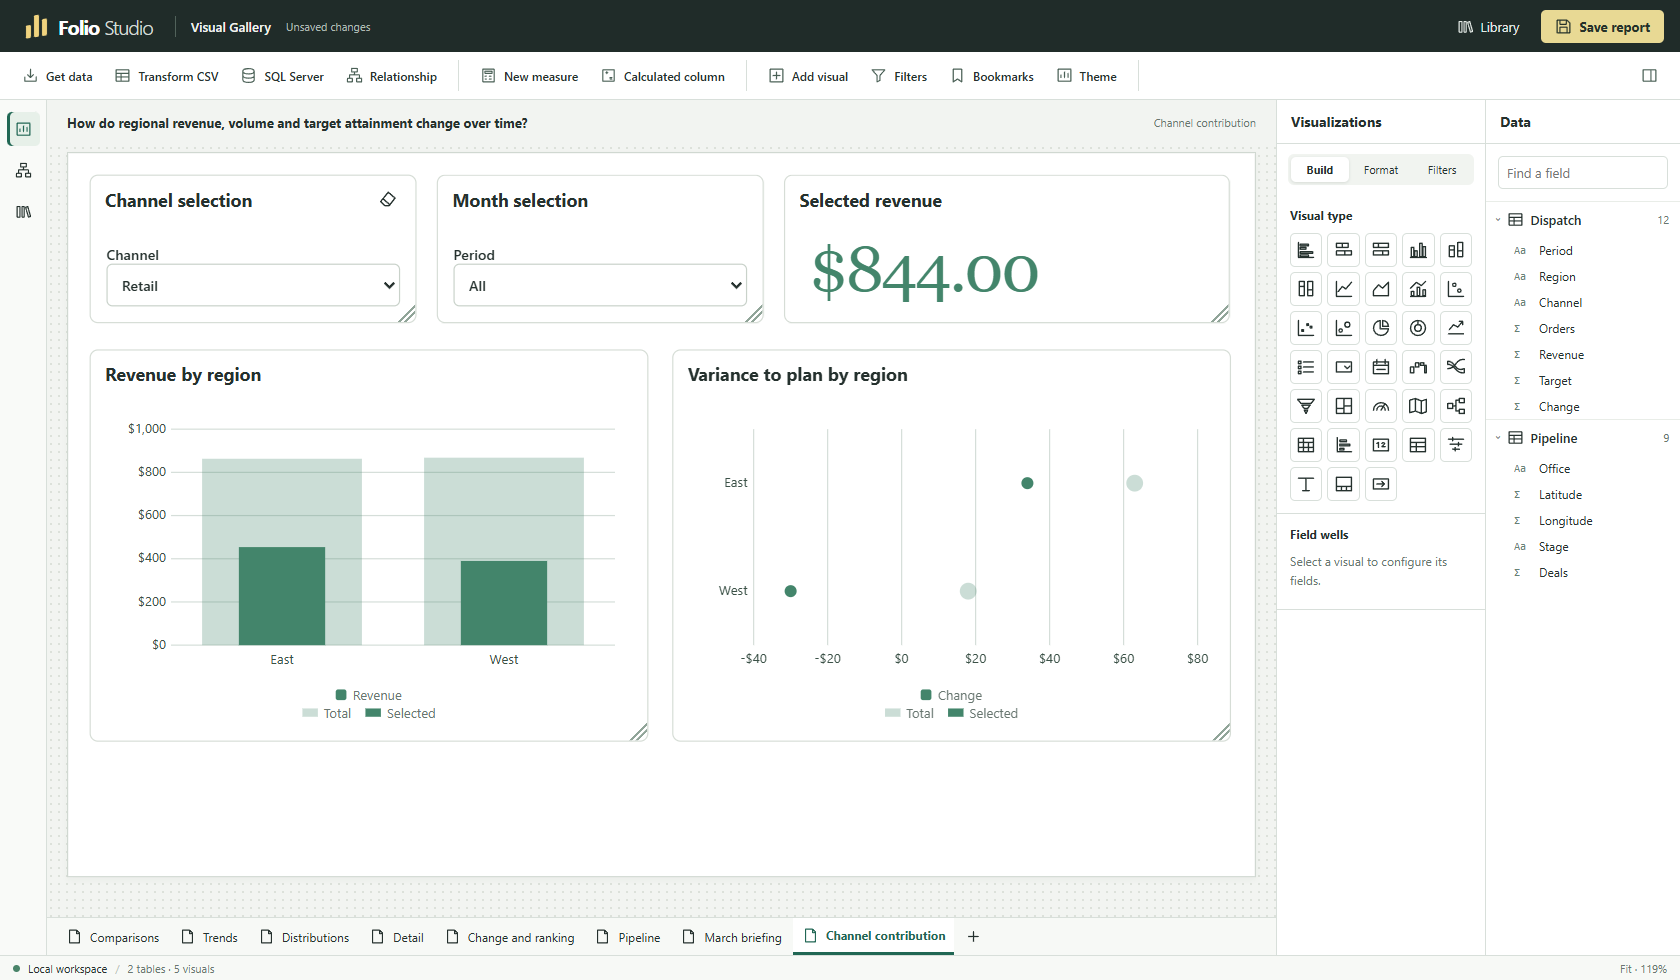 Folio Studio
Visual Gallery
Unsaved changes
Library
Save report
Get data
Transform CSV
SQL Server
Relationship
New measure
Calculated column
Add visual
Filters
Bookmarks
Theme
How do regional revenue, volume and target attainment change over time?
Channel contribution
Channel selection
Channel
Retail
Month selection
Period
All
Selected revenue
$844.00
Revenue by region
$1,000
$800
$600
$400
$200
$0
East
West
Revenue
Total
Selected
Variance to plan by region
East
West
-$40
-$20
$0
$20
$40
$60
$80
Change
Total
Selected
Visualizations
Build
Format
Filters
Visual type
12
Field wells
Select a visual to configure its
fields.
Data
Find a field
Dispatch
12
Aa Period
Aa Region
Aa Channel
Σ Orders
Σ Revenue
Σ Target
Σ Change
Pipeline
9
Aa Office
Σ Latitude
Σ Longitude
Aa Stage
Σ Deals
Comparisons
Trends
Distributions
Detail
Change and ranking
Pipeline
March briefing
Channel contribution
+
Local workspace / 2 tables · 5 visuals
Fit · 119%